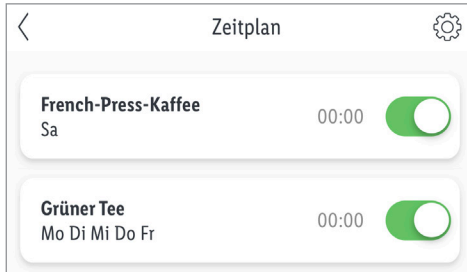 Zeitplan
French-Press-Kaffee
Sa
00:00
Grüner Tee
Mo Di Mi Do Fr
00:00